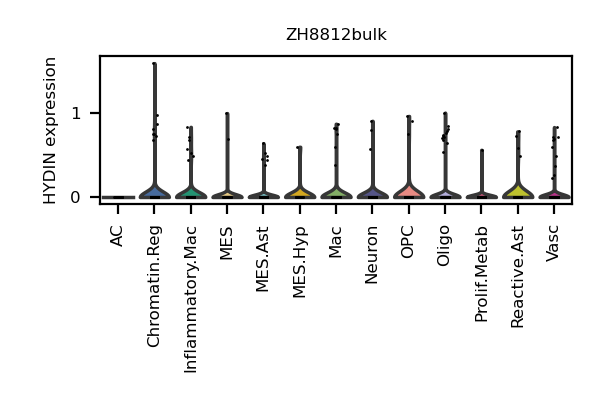 ZH8812bulk
HYDIN expression
1
0
AC
Chromatin.Reg
Inflammatory.Mac
MES
MES.Ast
MES.Hyp
Mac
Neuron
OPC
Oligo
Prolif.Metab
Reactive.Ast
Vasc